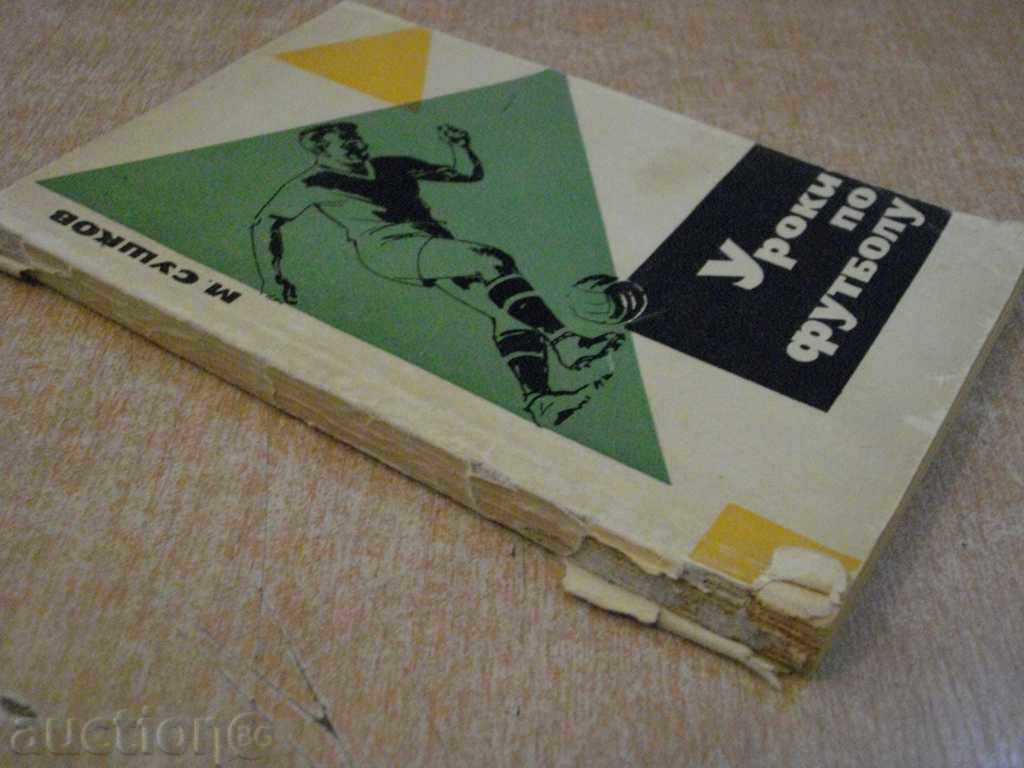 М. СУШКОВ
Уроки
по
футболу
auction BG